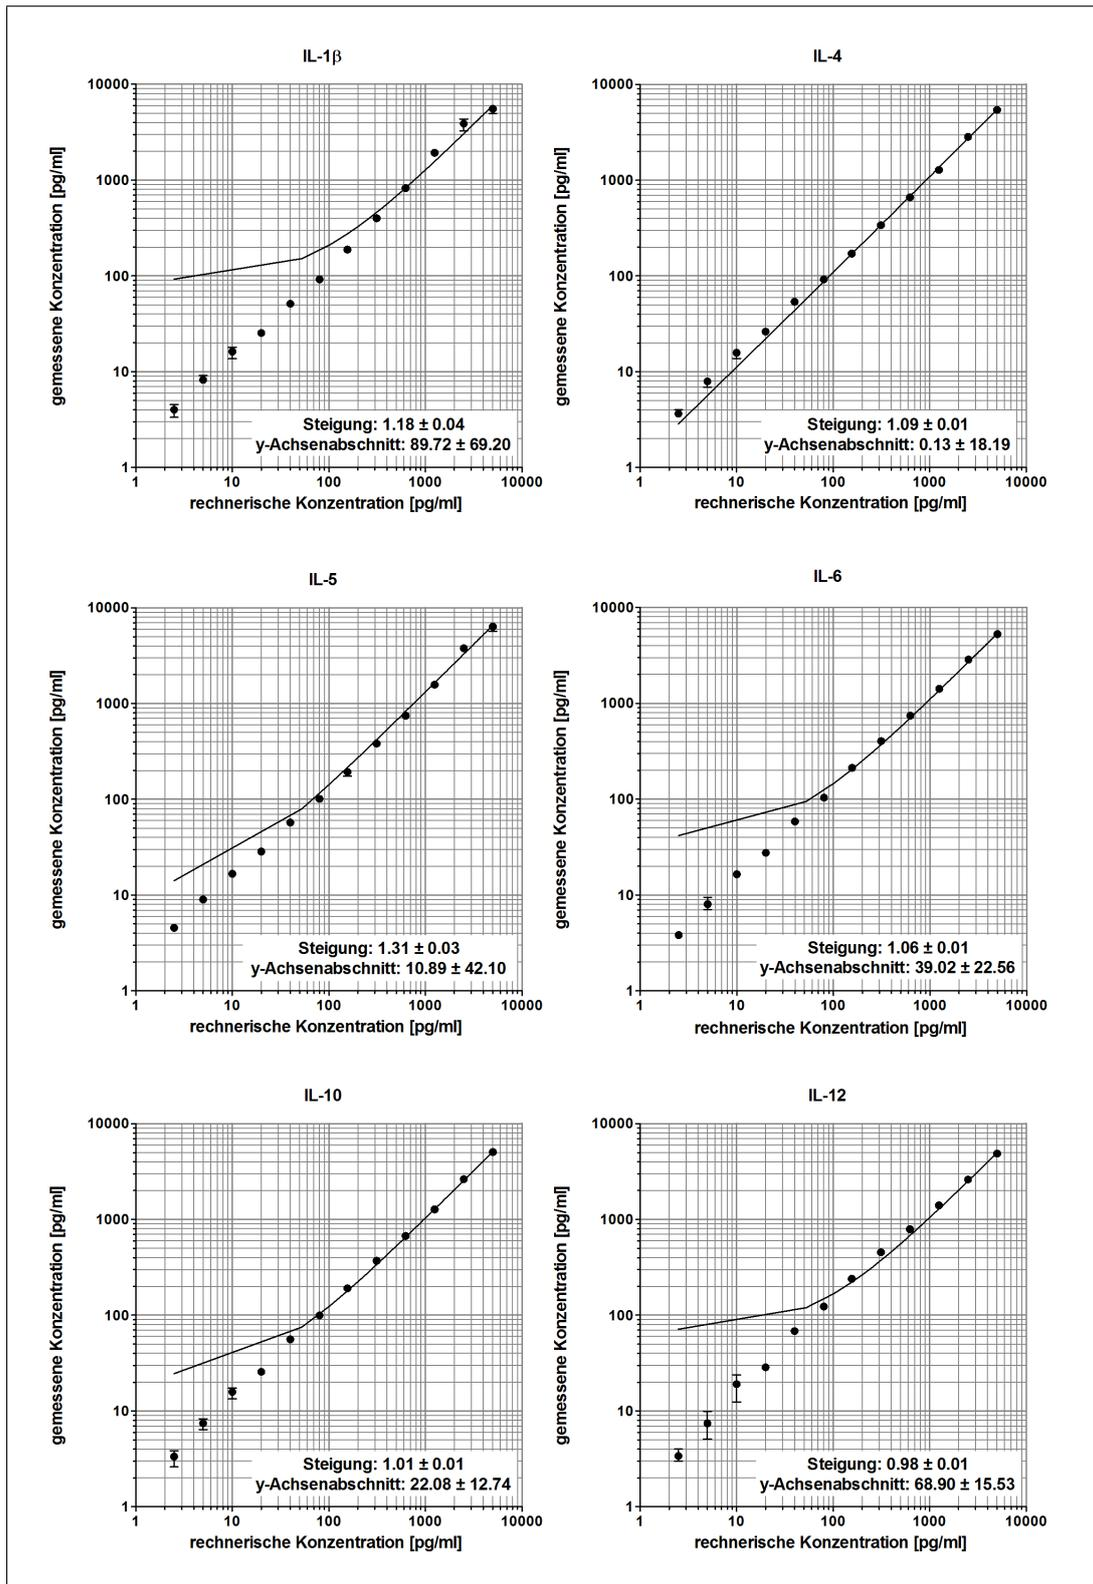 IL-1β
gemessene Konzentration [pg/ml]
10000
1000
100
10
1
Steigung: 1.18 ± 0.04
y-Achsenabschnitt: 89.72 ± 69.20
1 10 100 1000 10000
rechnerische Konzentration [pg/ml]
IL-4
gemessene Konzentration [pg/ml]
10000
1000
100
10
1
Steigung: 1.09 ± 0.01
y-Achsenabschnitt: 0.13 ± 18.19
1 10 100 1000 10000
rechnerische Konzentration [pg/ml]
IL-5
gemessene Konzentration [pg/ml]
10000
1000
100
10
1
Steigung: 1.31 ± 0.03
y-Achsenabschnitt: 10.89 ± 42.10
1 10 100 1000 10000
rechnerische Konzentration [pg/ml]
IL-6
gemessene Konzentration [pg/ml]
10000
1000
100
10
1
Steigung: 1.06 ± 0.01
y-Achsenabschnitt: 39.02 ± 22.56
1 10 100 1000 10000
rechnerische Konzentration [pg/ml]
IL-10
gemessene Konzentration [pg/ml]
10000
1000
100
10
1
Steigung: 1.01 ± 0.01
y-Achsenabschnitt: 22.08 ± 12.74
1 10 100 1000 10000
rechnerische Konzentration [pg/ml]
IL-12
gemessene Konzentration [pg/ml]
10000
1000
100
10
1
Steigung: 0.98 ± 0.01
y-Achsenabschnitt: 68.90 ± 15.53
1 10 100 1000 10000
rechnerische Konzentration [pg/ml]